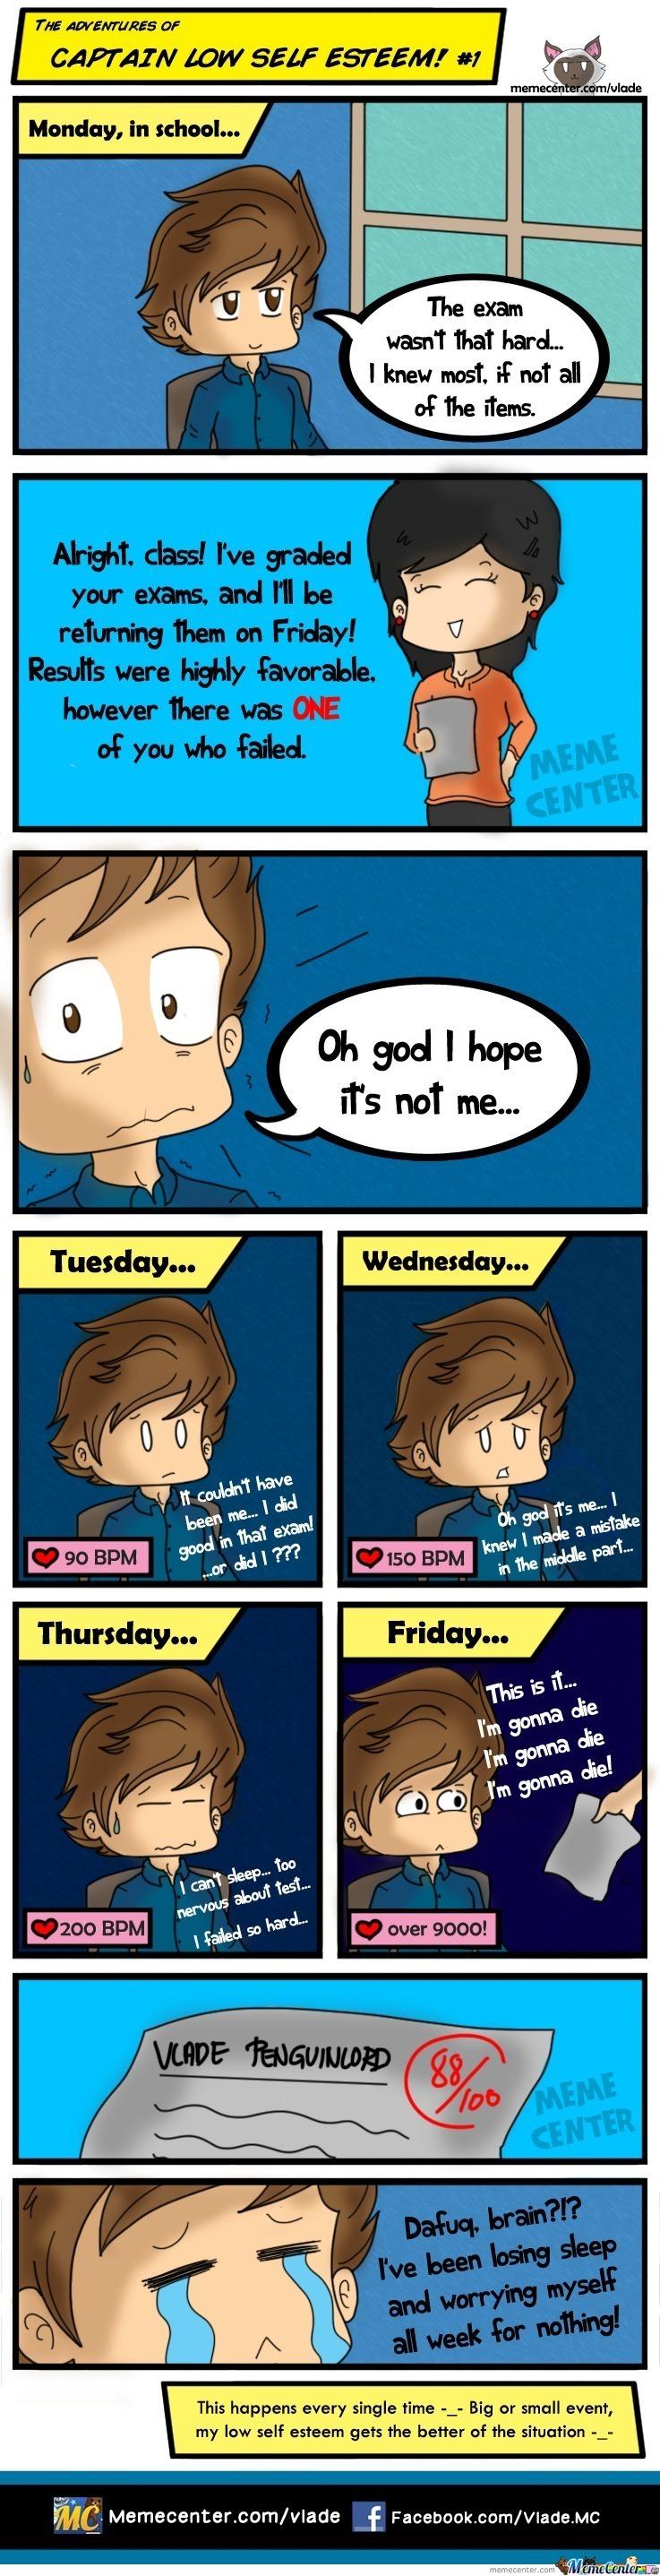 THE ADVENTURES OF
CAPTAIN LOW SELF ESTEEM! #1
memecenter.com/vlade
Monday, in school...
The exam
wasn't that hard...
I knew most, if not all
of the items.
Alright, class! I've graded
your exams, and I'll be
returning them on Friday!
Results were highly favorable,
however there was ONE
of you who failed.
MEME
CENTER
Oh god I hope
it's not me...
Tuesday...
It couldn't have
been me... I did
good in that exam!
...or did I ???
90 BPM
Wednesday...
Oh god it's me... I
knew I made a mistake
in the middle part...
150 BPM
Thursday...
I can't sleep... too
nervous about test...
I failed so hard...
200 BPM
Friday...
This is it...
I'm gonna die
I'm gonna die
I'm gonna die!
over 9000!
VLADE PENGUINLORD
88/100
MEME
CENTER
Dafuq, brain?!?
I've been losing sleep
and worrying myself
all week for nothing!
This happens every single time -_- Big or small event,
my low self esteem gets the better of the situation -_-
MC Memecenter.com/vlade f Facebook.com/Vlade.MC
memecenter.com MemeCenter